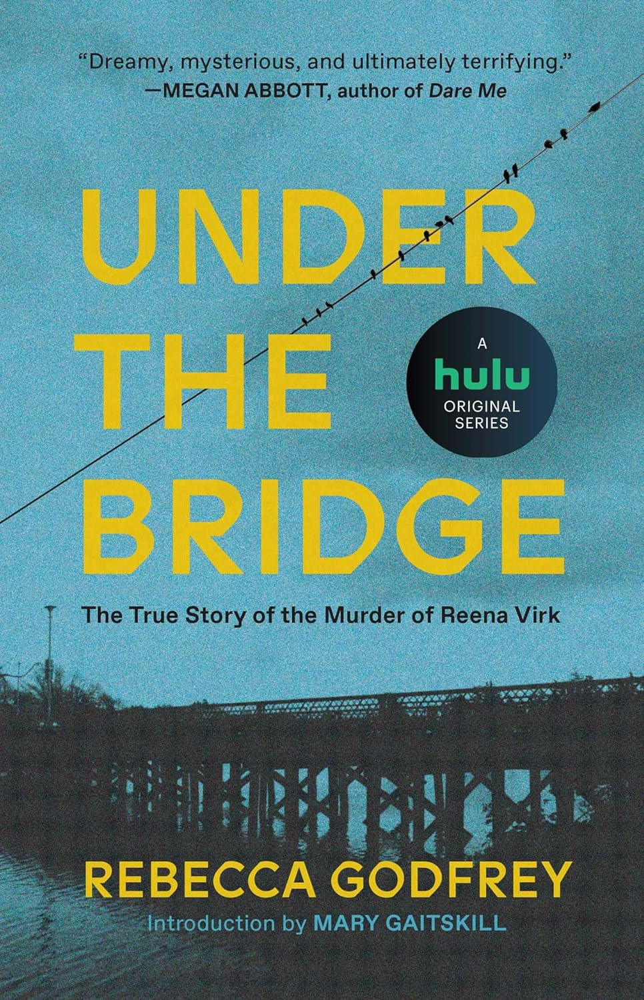 “Dreamy, mysterious, and ultimately terrifying.”
—MEGAN ABBOTT, author of Dare Me
UNDER
THE
BRIDGE
A
hulu
ORIGINAL
SERIES
The True Story of the Murder of Reena Virk
REBECCA GODFREY
Introduction by MARY GAITSKILL